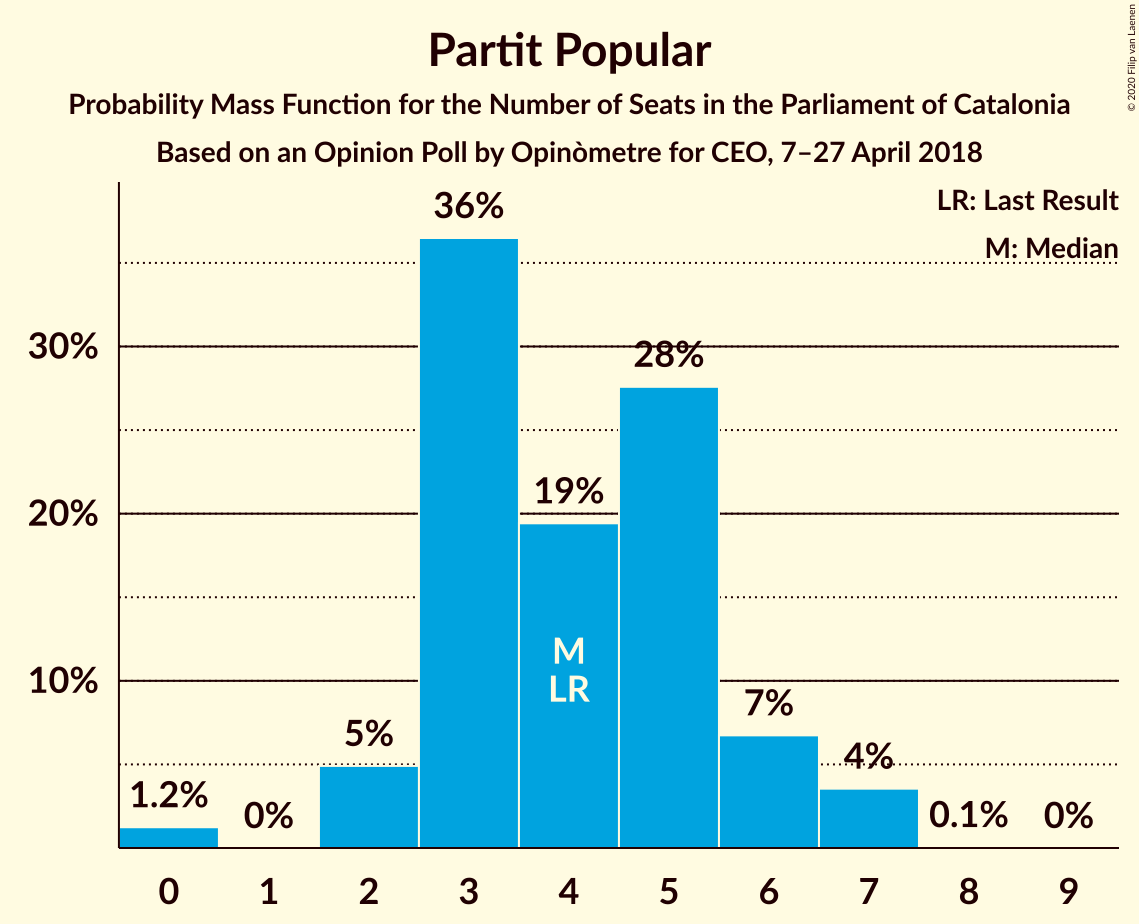 Partit Popular
Probability Mass Function for the Number of Seats in the Parliament of Catalonia
Based on an Opinion Poll by Opinòmetre for CEO, 7–27 April 2018
© 2020 Filip van Laenen
LR: Last Result
M: Median
36%
30%
28%
20%
19%
10%
M
LR
7%
5%
4%
1.2%
0%
0.1%
0%
0 1 2 3 4 5 6 7 8 9